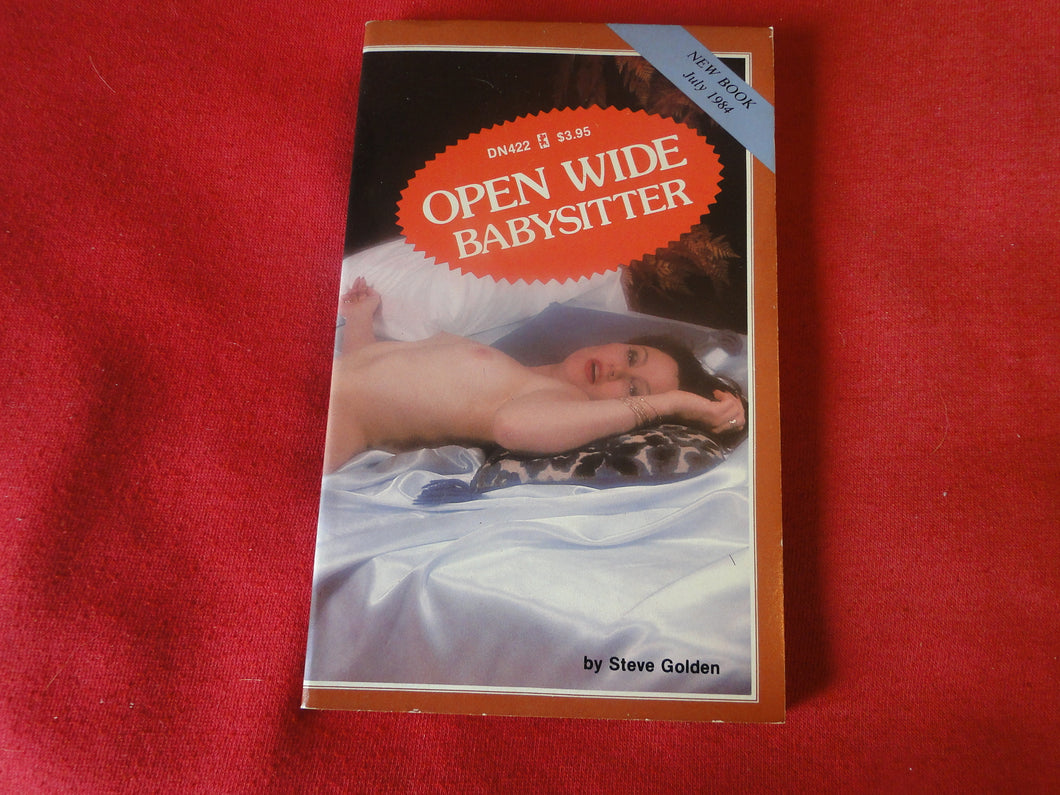 NEW BOOK
July 1984
DN422 $3.95
OPEN WIDE
BABYSITTER
by Steve Golden